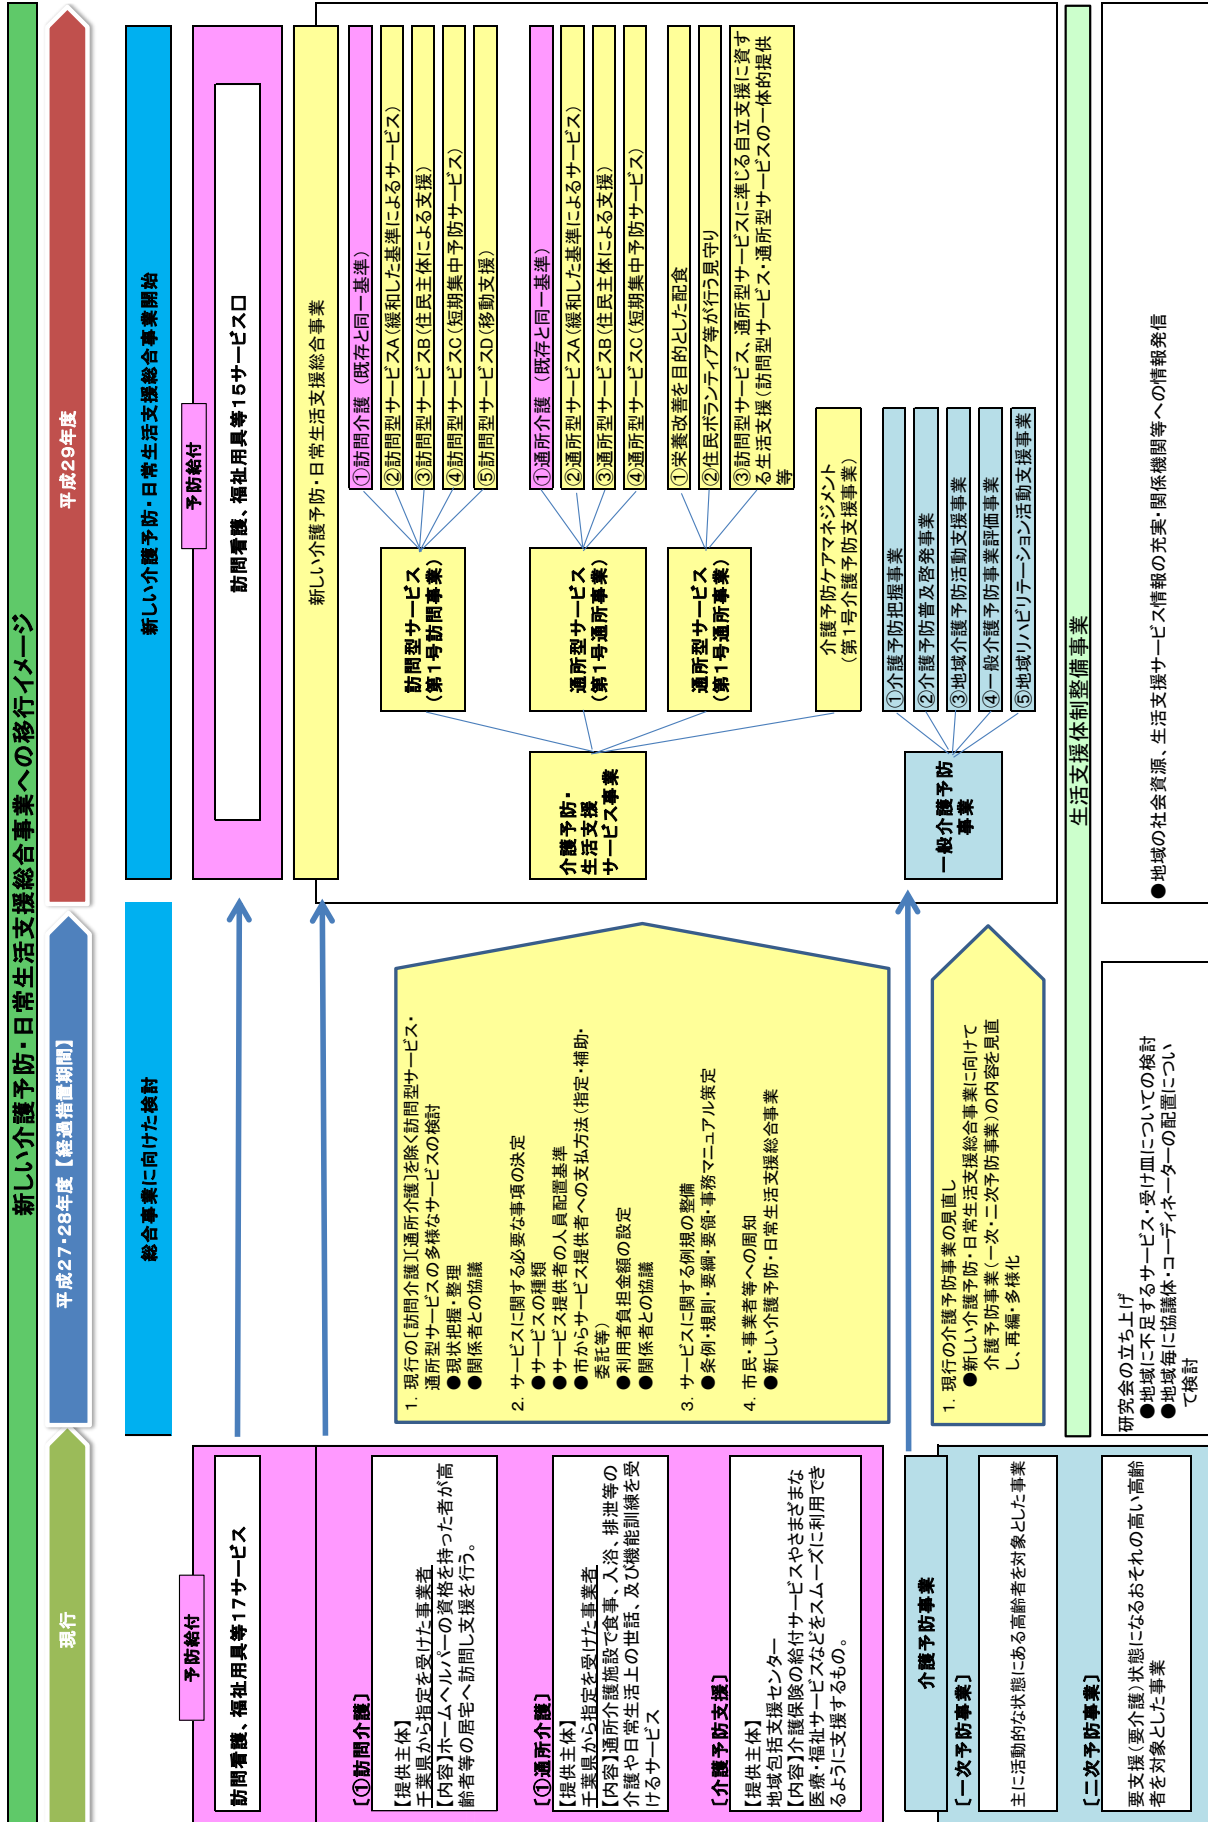 新しい介護予防・日常生活支援総合事業への移行イメージ
現行
平成27・28年度【経過措置期間】
平成29年度
総合事業に向けた検討
新しい介護予防・日常生活支援総合事業開始
予防給付
訪問看護、福祉用具等17サービス
〔①訪問介護〕
【提供主体】
千葉県から指定を受けた事業者
【内容】ホームヘルパーの資格を持った者が高
齢者等の居宅へ訪問し支援を行う。
〔①通所介護〕
【提供主体】
千葉県から指定を受けた事業者
【内容】通所介護施設で食事、入浴、排泄等の
介護や日常生活上の世話、及び機能訓練を受
けるサービス
〔介護予防支援〕
【提供主体】
地域包括支援センター
【内容】介護保険の給付サービスやさまざまな
医療・福祉サービスなどをスムーズに利用でき
るように支援するもの。
介護予防事業
〔一次予防事業〕
主に活動的な状態にある高齢者を対象とした事業
〔二次予防事業〕
要支援(要介護)状態になるおそれの高い高齢
者を対象とした事業
1. 現行の〔訪問介護〕〔通所介護〕を除く訪問型サービス・
通所型サービスの多様なサービスの検討
●現状把握・整理
●関係者との協議
2. サービスに関する必要な事項の決定
●サービスの種類
●サービス提供者の人員配置基準
●市からサービス提供者への支払方法(指定・補助・
委託等)
●利用者負担金額の設定
●関係者との協議
3. サービスに関する例規の整備
●条例・規則・要綱・要領・事務マニュアル策定
4. 市民・事業者等への周知
●新しい介護予防・日常生活支援総合事業
1. 現行の介護予防事業の見直し
●新しい介護予防・日常生活支援総合事業に向けて
介護予防事業(一次・二次予防事業)の内容を見直
し、再編・多様化
予防給付
訪問看護、福祉用具等15サービス口
新しい介護予防・日常生活支援総合事業
介護予防・
生活支援
サービス事業
訪問型サービス
(第1号訪問事業)
①訪問介護 (既存と同一基準)
②訪問型サービスA(緩和した基準によるサービス)
③訪問型サービスB(住民主体による支援)
④訪問型サービスC(短期集中予防サービス)
⑤訪問型サービスD(移動支援)
通所型サービス
(第1号通所事業)
①通所介護 (既存と同一基準)
②通所型サービスA(緩和した基準によるサービス)
③通所型サービスB(住民主体による支援)
④通所型サービスC(短期集中予防サービス)
通所型サービス
(第1号通所事業)
①栄養改善を目的とした配食
②住民ボランティア等が行う見守り
③訪問型サービス、通所型サービスに準じる自立支援に資す
る生活支援(訪問型サービス・通所型サービスの一体的提供
等
介護予防ケアマネジメント
(第1号介護予防支援事業)
一般介護予防
事業
①介護予防把握事業
②介護予防普及啓発事業
③地域介護予防活動支援事業
④一般介護予防事業評価事業
⑤地域リハビリテーション活動支援事業
生活支援体制整備事業
研究会の立ち上げ
●地域に不足するサービス・受け皿についての検討
●地域毎に協議体・コーディネーターの配置につい
て検討
●地域の社会資源、生活支援サービス情報の充実・関係機関等への情報発信